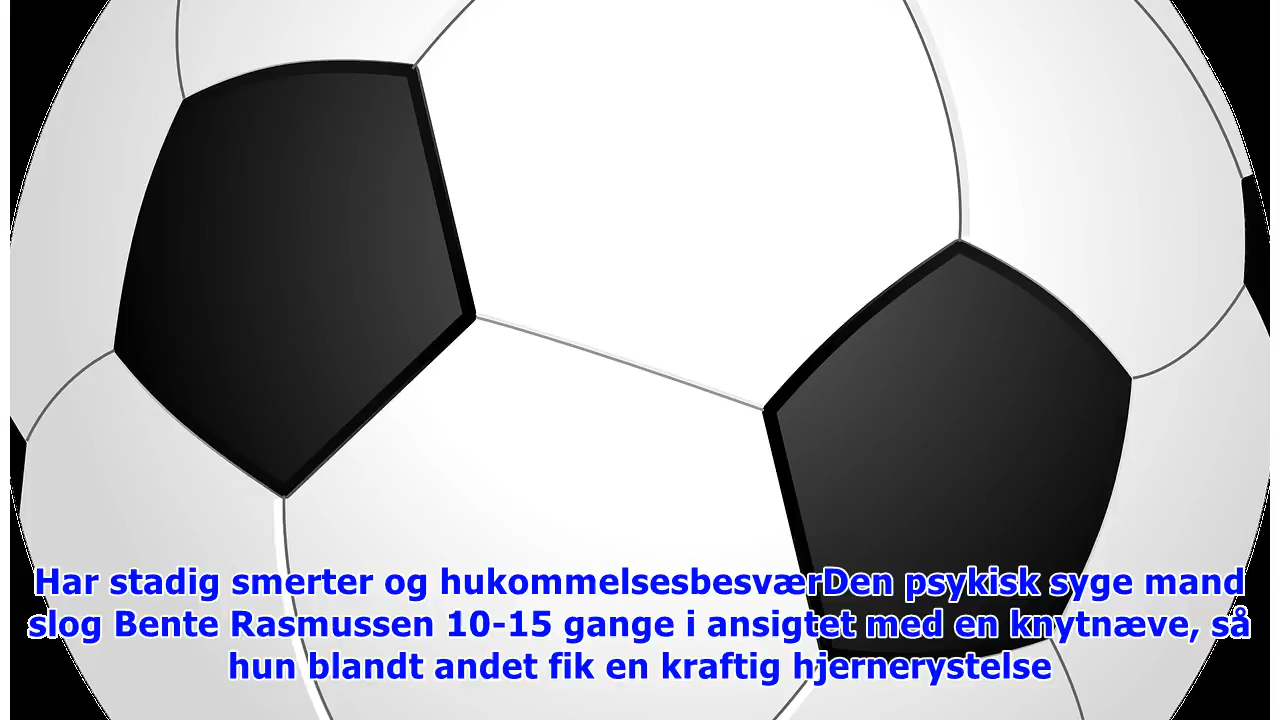 Har stadig smerter og hukommelsesbesværDen psykisk syge mand
slog Bente Rasmussen 10-15 gange i ansigtet med en knytnæve, så
hun blandt andet fik en kraftig hjernerystelse